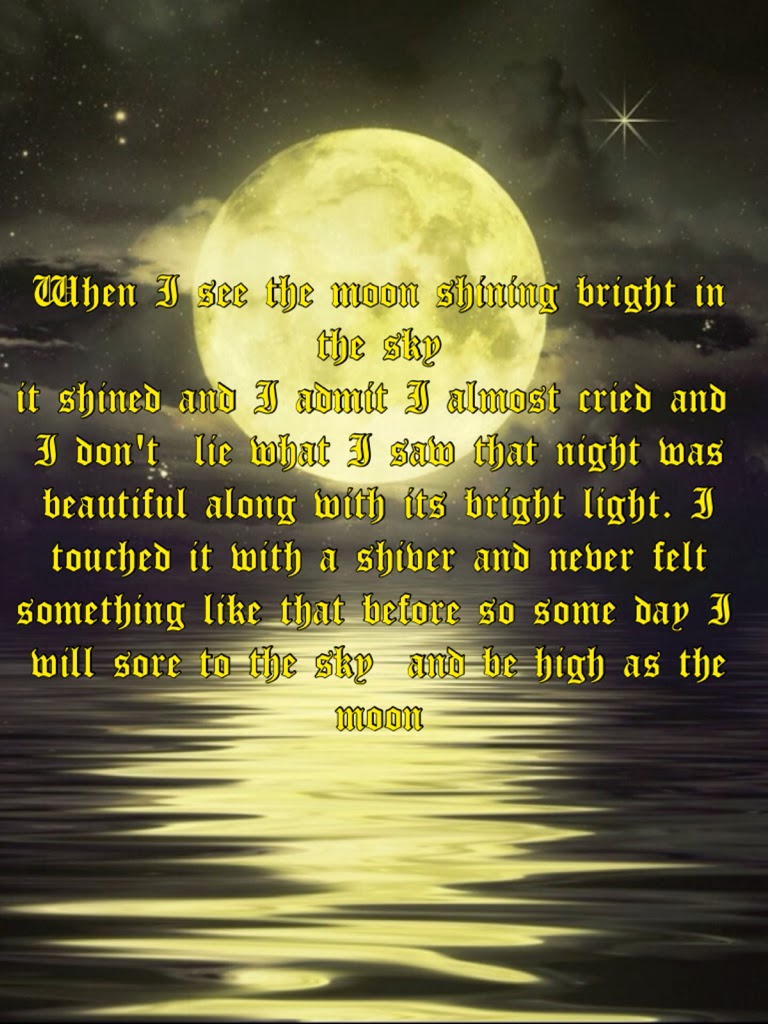 When I see the moon shining bright in
the sky
it shined and I admit I almost cried and
I don't  lie what I saw that night was
beautiful along with its bright light. I
touched it with a shiver and never felt
something like that before so some day I
will sore to the sky  and be high as the
moon